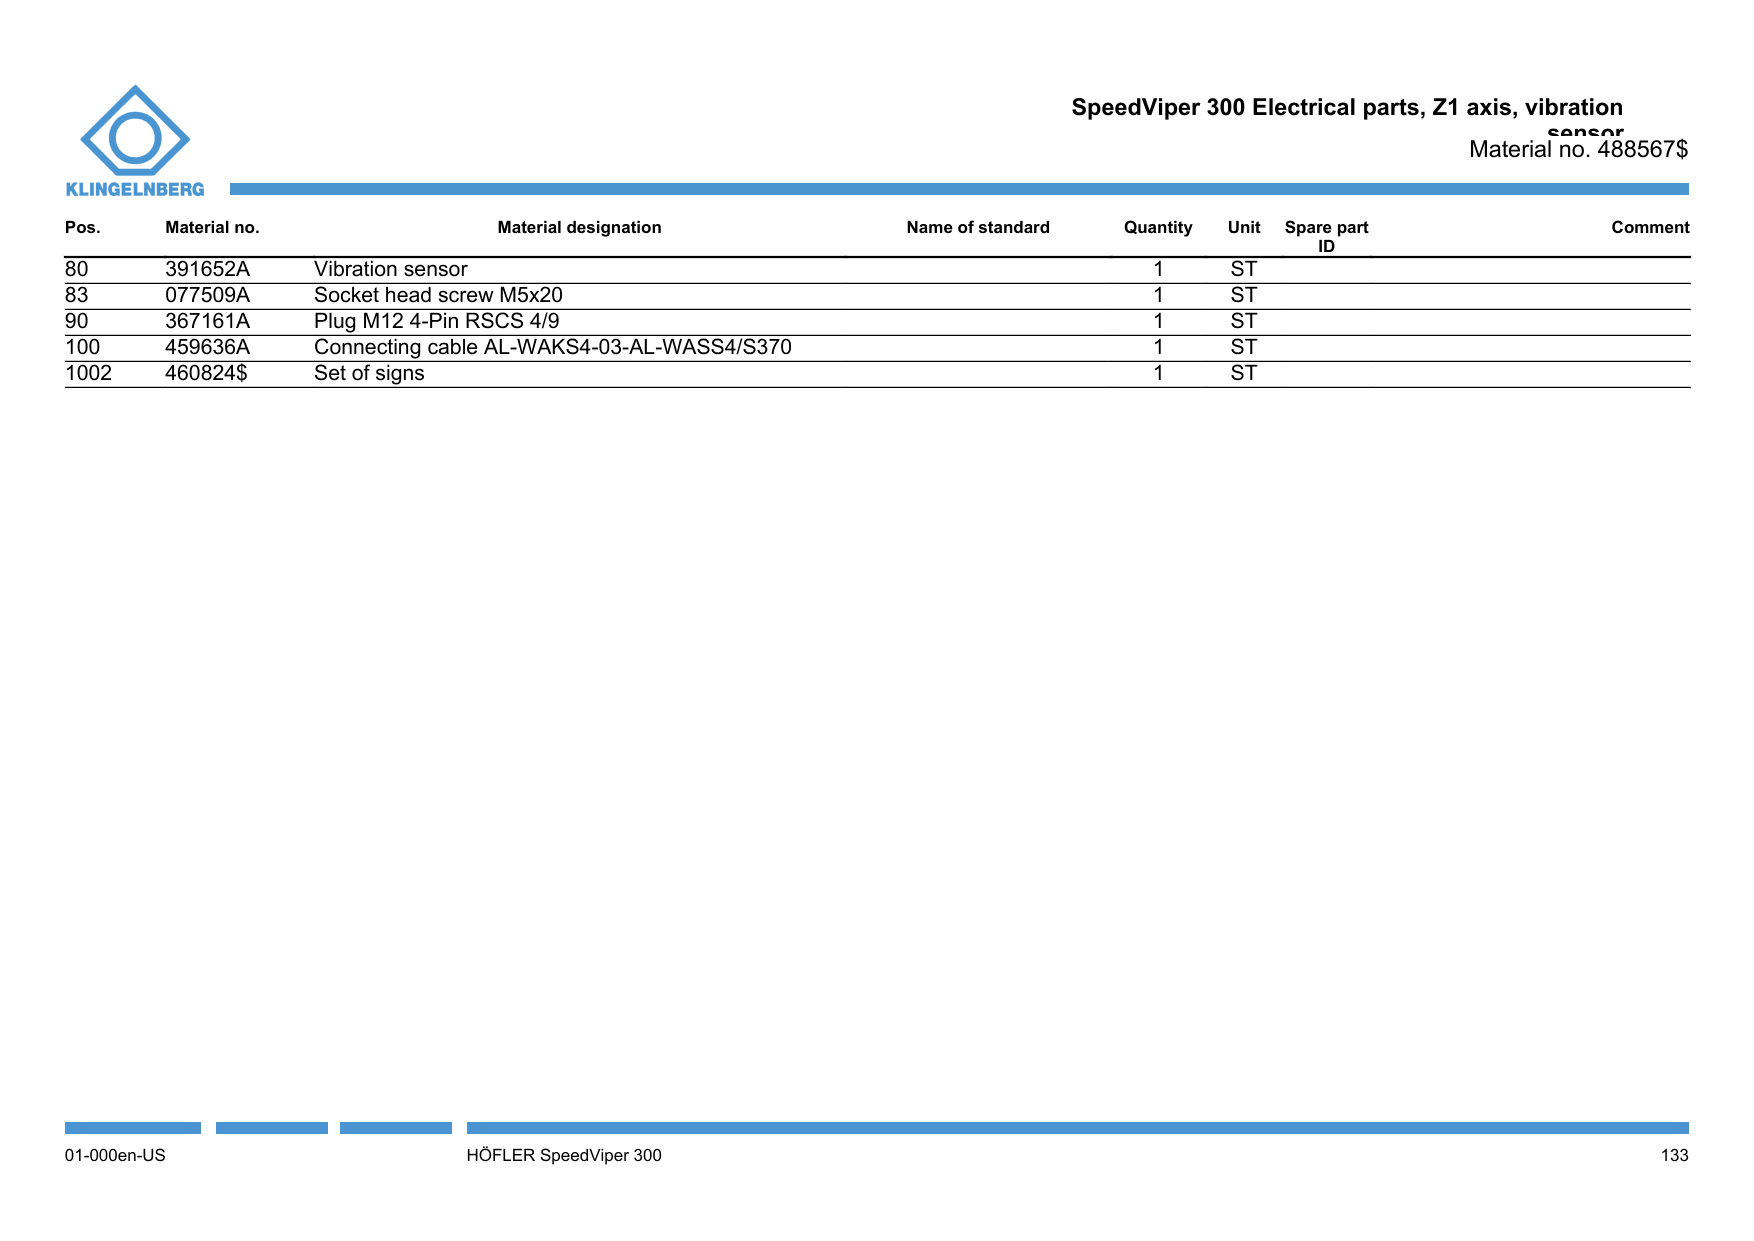 SpeedViper 300 Electrical parts, Z1 axis, vibration
sensor
Material no. 488567$
KLINGELNBERG
Pos. Material no. Material designation Name of standard Quantity Unit Spare part Comment
ID
80 391652A Vibration sensor 1 ST
83 077509A Socket head screw M5x20 1 ST
90 367161A Plug M12 4-Pin RSCS 4/9 1 ST
100 459636A Connecting cable AL-WAKS4-03-AL-WASS4/S370 1 ST
1002 460824$ Set of signs 1 ST
01-000en-US HÖFLER SpeedViper 300 133